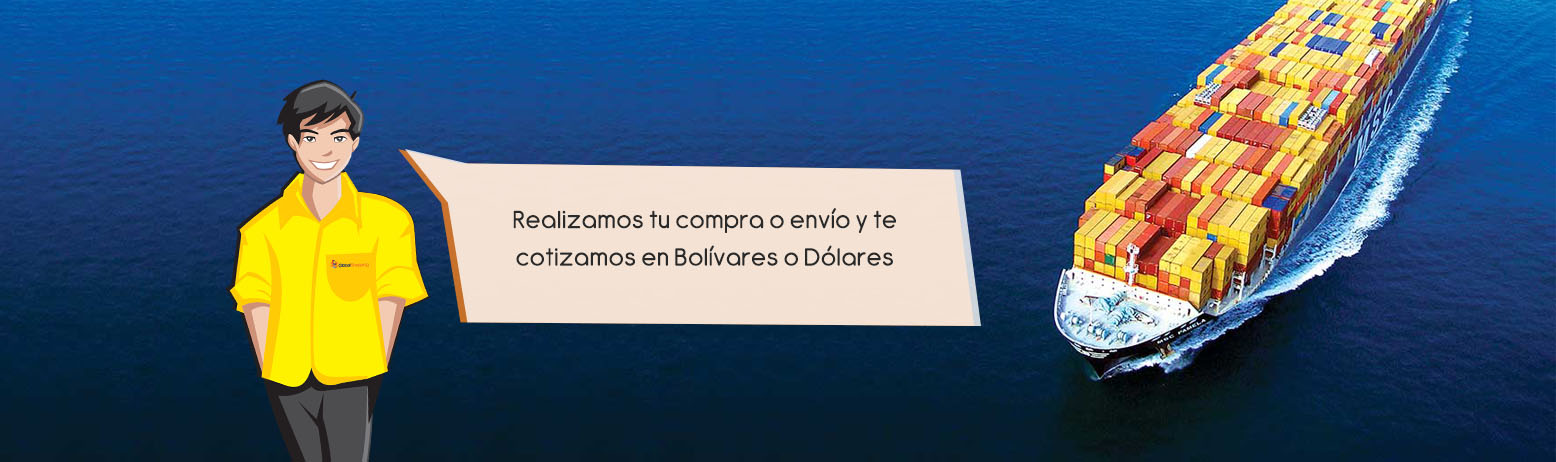 Realizamos tu compra o envío y te
cotizamos en Bolívares o Dólares
MSC
MSC PAMELA